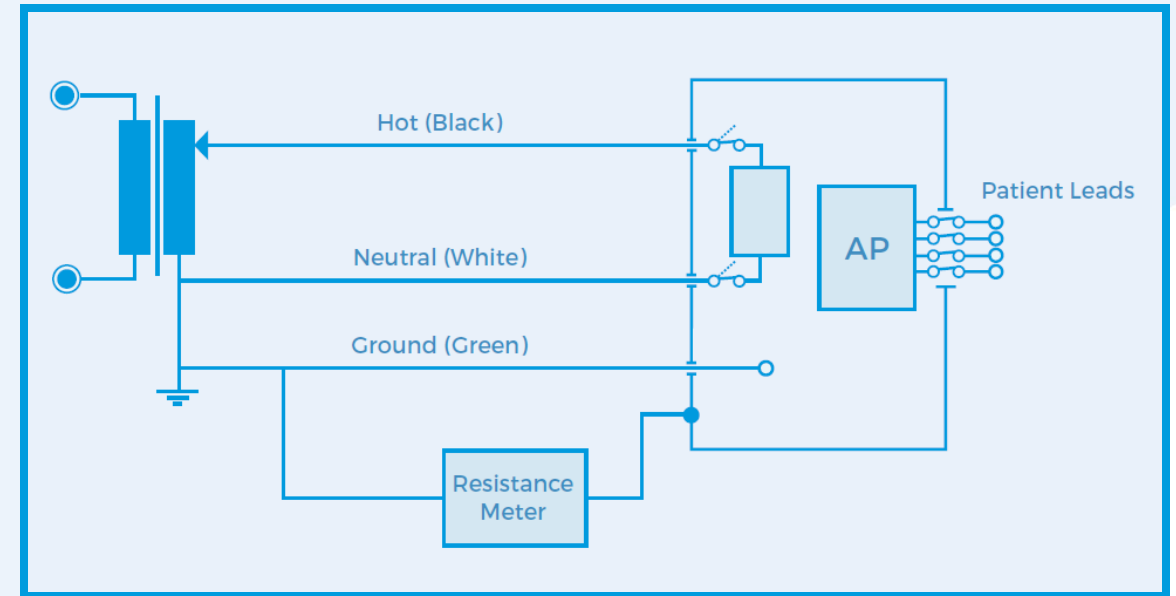 Hot (Black)
Patient Leads
AP
Neutral (White)
Ground (Green)
Resistance
Meter